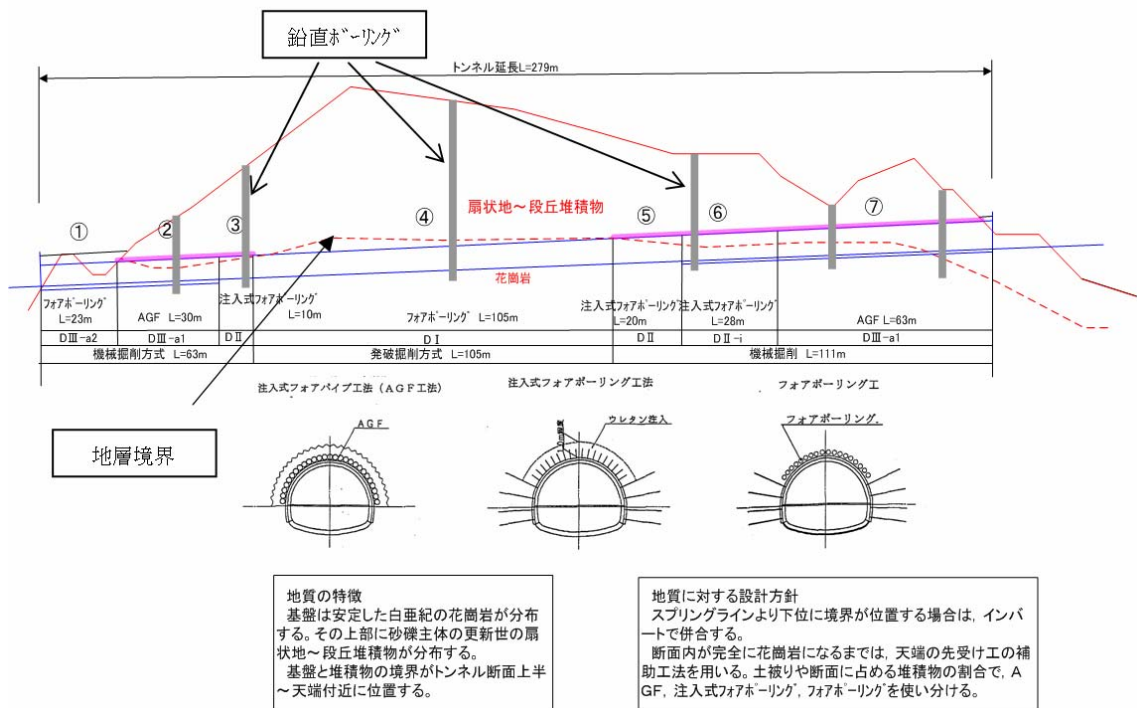 鉛直ボーリング
トンネル延長L=279m
扇状地～段丘堆積物
① ② ③ ④ ⑤ ⑥ ⑦
花崗岩
フォアボーリング L=23m
AGF L=30m
注入式フォアボーリング L=10m
フォアボーリング L=105m
注入式フォアボーリング L=20m
注入式フォアボーリング L=28m
AGF L=63m
DⅢ-a2 DⅢ-a1 DⅡ DⅠ DⅡ DⅡ-i DⅢ-a1
機械掘削方式 L=63m 発破掘削方式 L=105m 機械掘削 L=111m
地層境界
注入式フォアパイプ工法(AGF工法)
AGF
注入式フォアボーリング工法
ウレタン注入
フォアボーリング工
フォアボーリング.
地質の特徴
基盤は安定した白亜紀の花崗岩が分布
する。その上部に砂礫主体の更新世の扇
状地～段丘堆積物が分布する。
基盤と堆積物の境界がトンネル断面上半
～天端付近に位置する。
地質に対する設計方針
スプリングラインより下位に境界が位置する場合は，インバ
ートで併合する。
断面内が完全に花崗岩になるまでは，天端の先受け工の補
助工法を用いる。土被りや断面に占める堆積物の割合で，A
GF，注入式フォアボーリング，フォアボーリングを使い分ける。